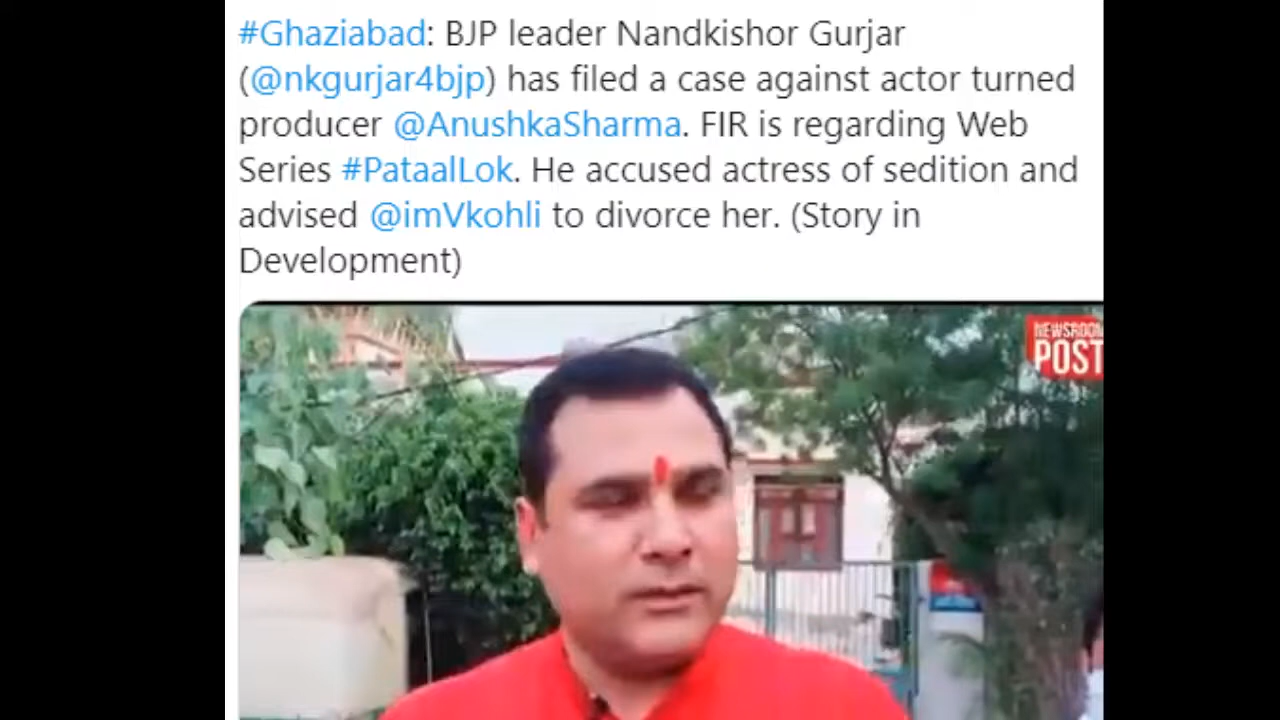 #Ghaziabad: BJP leader Nandkishor Gurjar
(@nkgurjar4bjp) has filed a case against actor turned
producer @AnushkaSharma. FIR is regarding Web
Series #PataalLok. He accused actress of sedition and
advised @imVkohli to divorce her. (Story in
Development)
NEWSROOM
POST